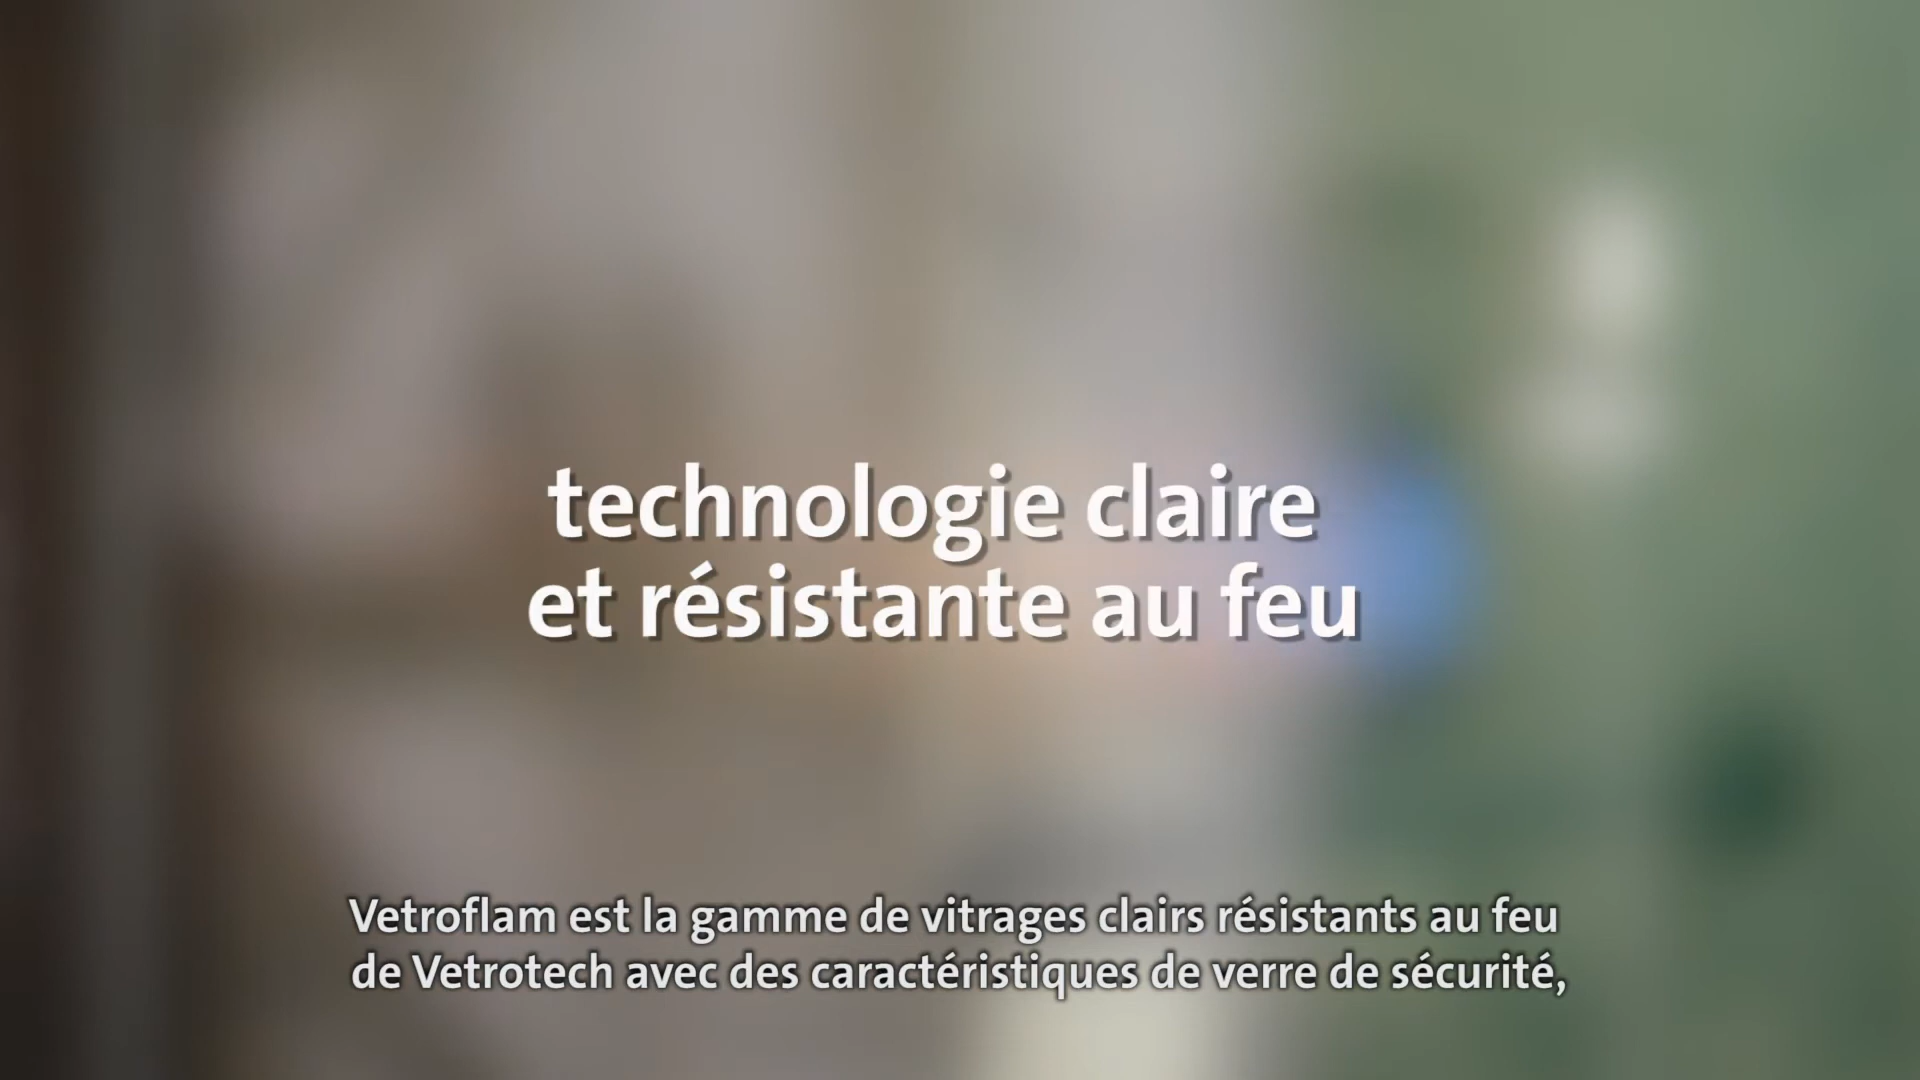 technologie claire
et résistante au feu
Vetroflam est la gamme de vitrages clairs résistants au feu
de Vetrotech avec des caractéristiques de verre de sécurité,